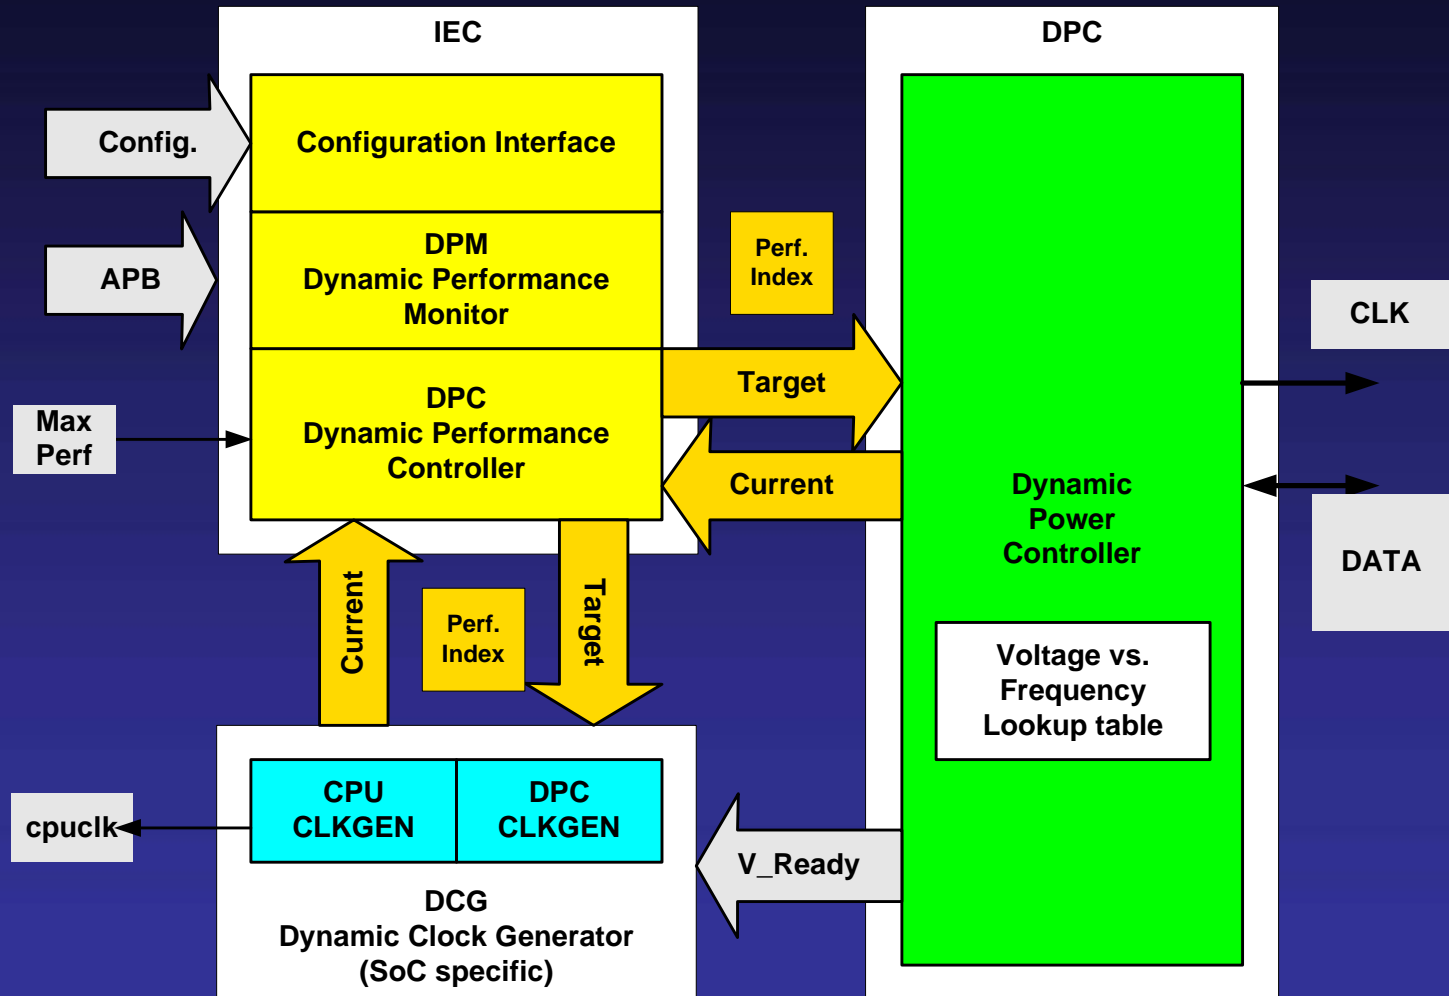 IEC
DPC
Config.
Configuration Interface
APB
DPM
Dynamic Performance
Monitor
Perf.
Index
CLK
Target
Max
Perf
DPC
Dynamic Performance
Controller
Current
Dynamic
Power
Controller
DATA
Current
Perf.
Index
Target
Voltage vs.
Frequency
Lookup table
cpuclk
CPU
CLKGEN
DPC
CLKGEN
V_Ready
DCG
Dynamic Clock Generator
(SoC specific)